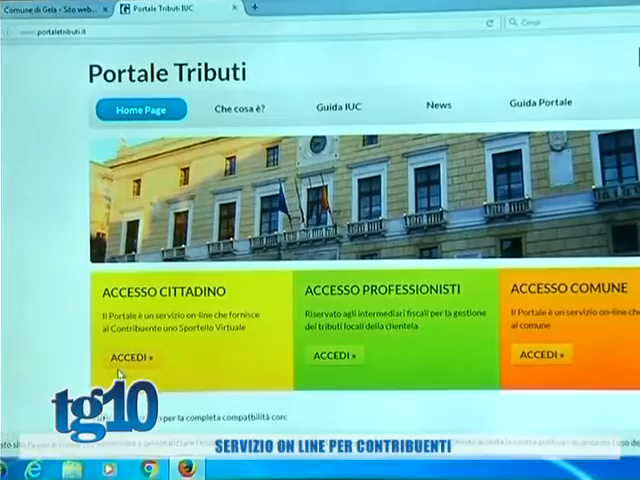 Comune di Gela - Sito web...
Portale Tributi IUC
www.portaletributi.it
Cerca
Portale Tributi
Home Page
Che cosa è?
Guida IUC
News
Guida Portale
ACCESSO CITTADINO
Il Portale è un servizio on-line che fornisce
al Contribuente uno Sportello Virtuale
ACCEDI »
ACCESSO PROFESSIONISTI
Riservato agli intermediari fiscali per la gestione
dei tributi locali della clientela
ACCEDI »
ACCESSO COMUNE
Il Portale è un servizio on-line che
al comune
ACCEDI »
per la completa compatbilità con:
tg10
SERVIZIO ON LINE PER CONTRIBUENTI